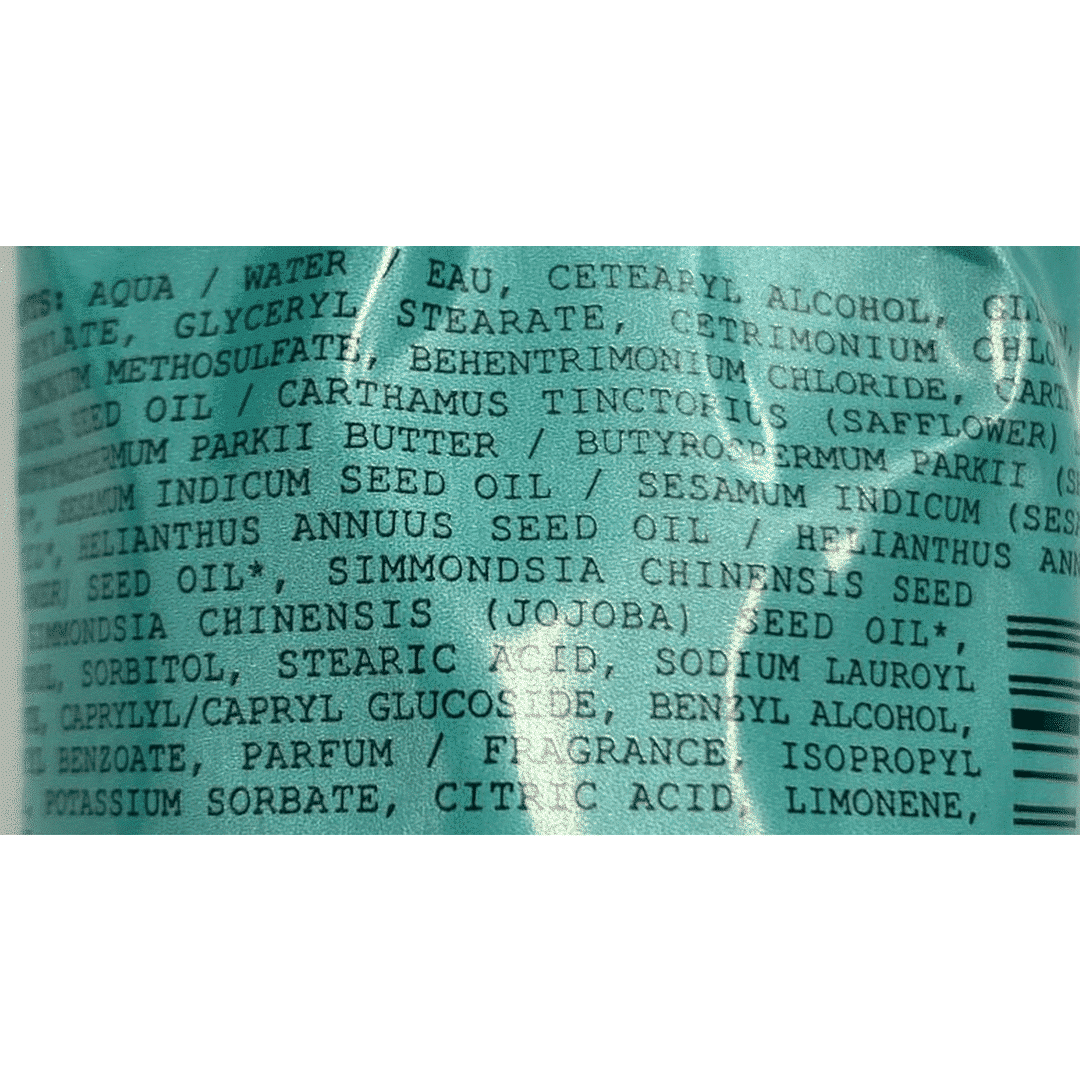 AQUA / WATER / EAU, CETEARYL ALCOHOL,
GLYCERYL STEARATE, CETRIMONIUM
METHOSULFATE, BEHENTRIMONIUM CHLORIDE,
SEED OIL / CARTHAMUS TINCTORIUS (SAFFLOWER)
PARKII BUTTER / BUTYROSPERMUM PARKII
SESAMUM INDICUM SEED OIL / SESAMUM INDICUM
HELIANTHUS ANNUUS SEED OIL / HELIANTHUS
SEED OIL*, SIMMONDSIA CHINENSIS SEED
SIMMONDSIA CHINENSIS (JOJOBA) SEED OIL*,
SORBITOL, STEARIC ACID, SODIUM LAUROYL
CAPRYLYL/CAPRYL GLUCOSIDE, BENZYL ALCOHOL,
BENZOATE, PARFUM / FRAGRANCE, ISOPROPYL
POTASSIUM SORBATE, CITRIC ACID, LIMONENE,